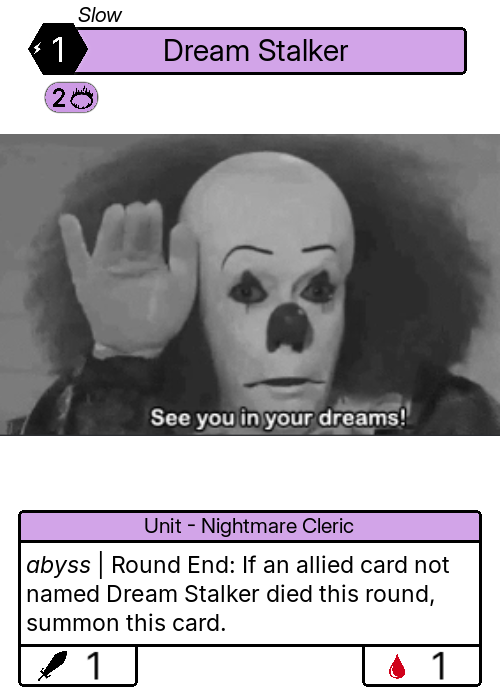 Slow
1
Dream Stalker
2
See you in your dreams!
Unit - Nightmare Cleric
abyss | Round End: If an allied card not
named Dream Stalker died this round,
summon this card.
1
1